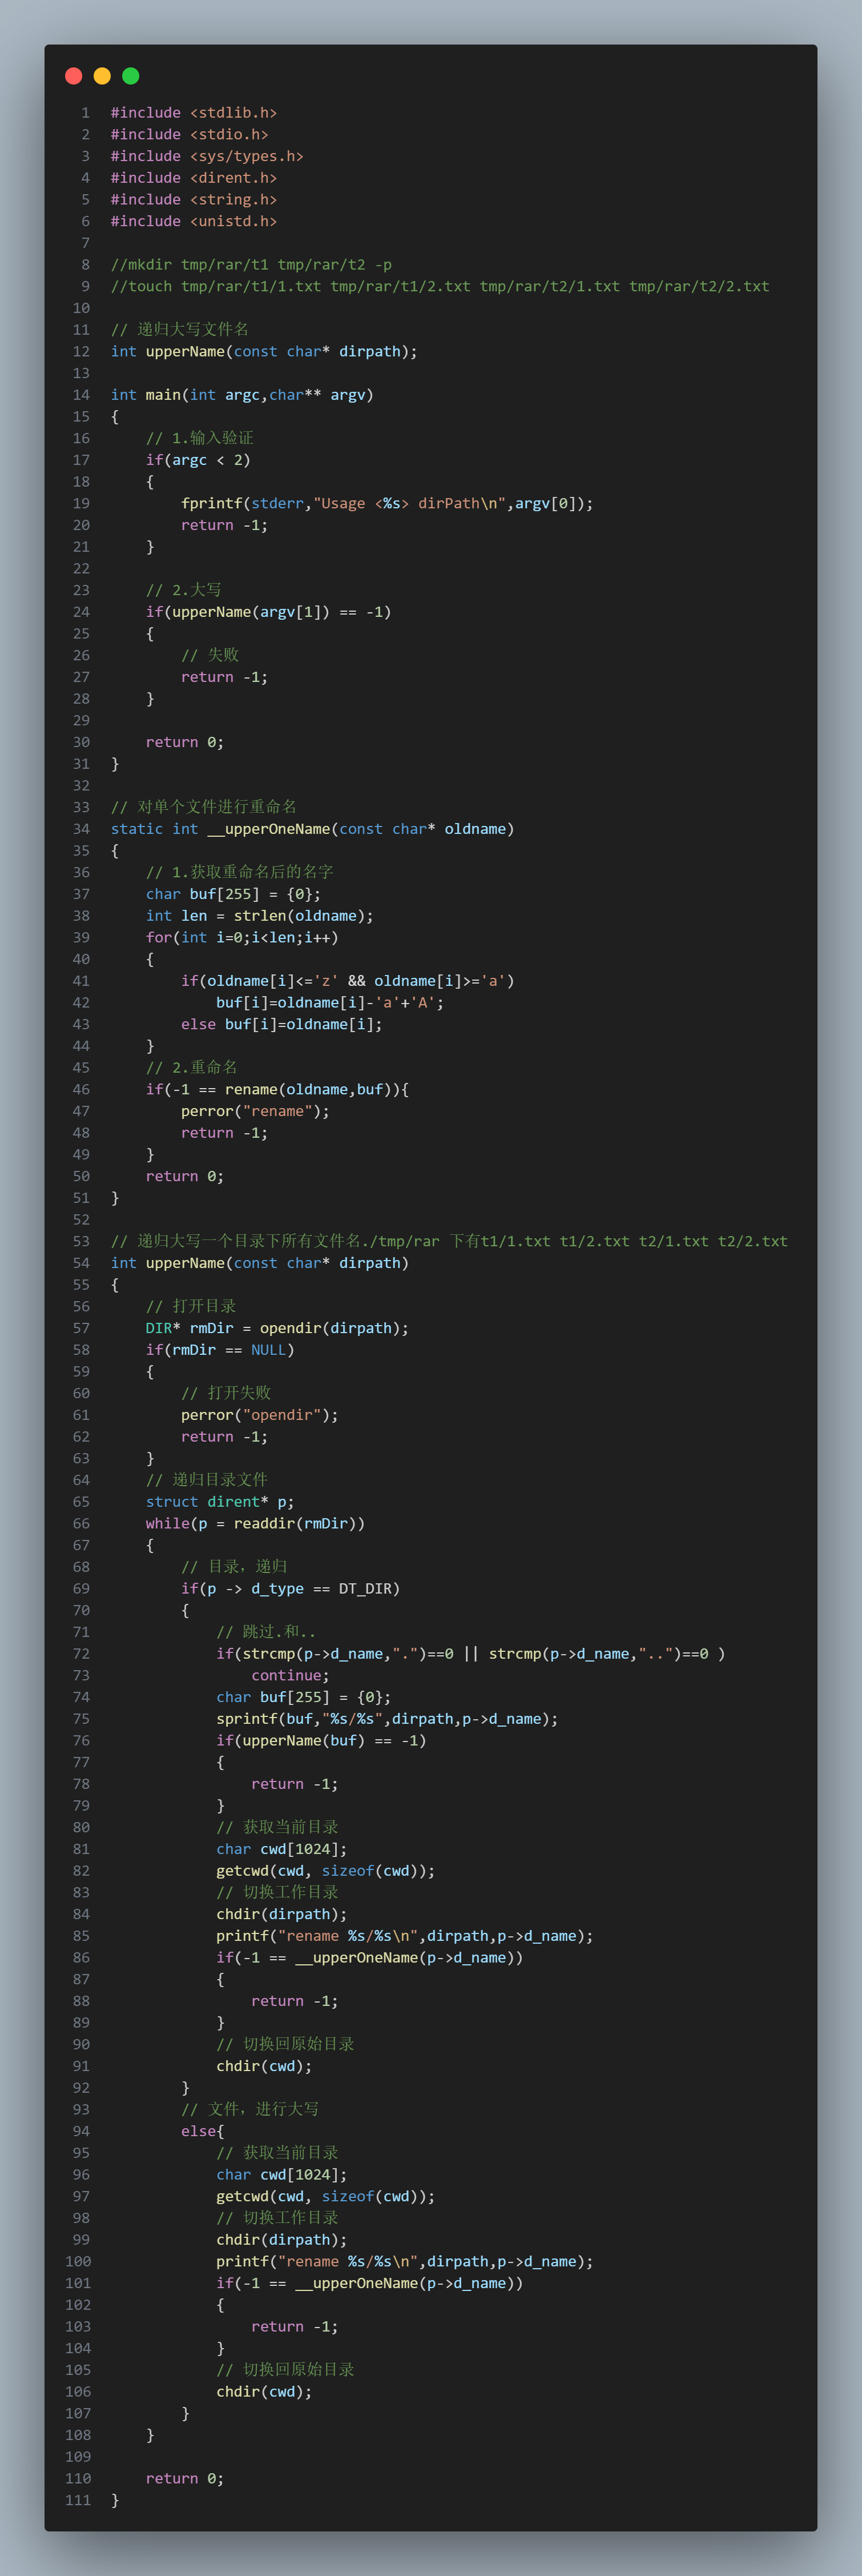 1 #include <stdlib.h>
2 #include <stdio.h>
3 #include <sys/types.h>
4 #include <dirent.h>
5 #include <string.h>
6 #include <unistd.h>
7
8 //mkdir tmp/rar/t1 tmp/rar/t2 -p
9 //touch tmp/rar/t1/1.txt tmp/rar/t1/2.txt tmp/rar/t2/1.txt tmp/rar/t2/2.txt
10
11 // 递归大写文件名
12 int upperName(const char* dirpath);
13
14 int main(int argc,char** argv)
15 {
16     // 1.输入验证
17     if(argc < 2)
18     {
19         fprintf(stderr,"Usage <%s> dirPath\n",argv[0]);
20         return -1;
21     }
22
23     // 2.大写
24     if(upperName(argv[1]) == -1)
25     {
26         // 失败
27         return -1;
28     }
29
30     return 0;
31 }
32
33 // 对单个文件进行重命名
34 static int __upperOneName(const char* oldname)
35 {
36     // 1.获取重命名后的名字
37     char buf[255] = {0};
38     int len = strlen(oldname);
39     for(int i=0;i<len;i++)
40     {
41         if(oldname[i]<='z' && oldname[i]>='a')
42             buf[i]=oldname[i]-'a'+'A';
43         else buf[i]=oldname[i];
44     }
45     // 2.重命名
46     if(-1 == rename(oldname,buf)){
47         perror("rename");
48         return -1;
49     }
50     return 0;
51 }
52
53 // 递归大写一个目录下所有文件名./tmp/rar 下有t1/1.txt t1/2.txt t2/1.txt t2/2.txt
54 int upperName(const char* dirpath)
55 {
56     // 打开目录
57     DIR* rmDir = opendir(dirpath);
58     if(rmDir == NULL)
59     {
60         // 打开失败
61         perror("opendir");
62         return -1;
63     }
64     // 递归目录文件
65     struct dirent* p;
66     while(p = readdir(rmDir))
67     {
68         // 目录，递归
69         if(p -> d_type == DT_DIR)
70         {
71             // 跳过.和..
72             if(strcmp(p->d_name,".")==0 || strcmp(p->d_name,"..")==0 )
73                 continue;
74             char buf[255] = {0};
75             sprintf(buf,"%s/%s",dirpath,p->d_name);
76             if(upperName(buf) == -1)
77             {
78                 return -1;
79             }
80             // 获取当前目录
81             char cwd[1024];
82             getcwd(cwd, sizeof(cwd));
83             // 切换工作目录
84             chdir(dirpath);
85             printf("rename %s/%s\n",dirpath,p->d_name);
86             if(-1 == __upperOneName(p->d_name))
87             {
88                 return -1;
89             }
90             // 切换回原始目录
91             chdir(cwd);
92         }
93         // 文件，进行大写
94         else{
95             // 获取当前目录
96             char cwd[1024];
97             getcwd(cwd, sizeof(cwd));
98             // 切换工作目录
99             chdir(dirpath);
100             printf("rename %s/%s\n",dirpath,p->d_name);
101             if(-1 == __upperOneName(p->d_name))
102             {
103                 return -1;
104             }
105             // 切换回原始目录
106             chdir(cwd);
107         }
108     }
109
110     return 0;
111 }